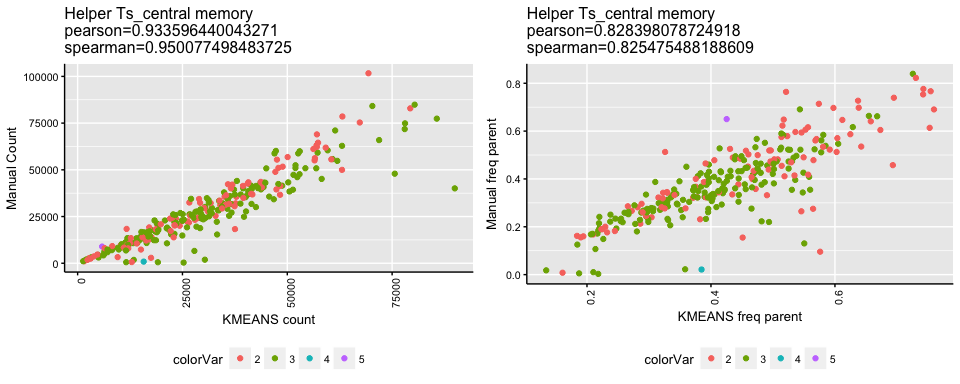 Helper Ts_central memory
pearson=0.933596440043271
spearman=0.950077498483725
Manual Count
100000
75000
50000
25000
0
0
25000
50000
75000
KMEANS count
colorVar 2 3 4 5
Helper Ts_central memory
pearson=0.828398078724918
spearman=0.825475488188609
Manual freq parent
0.8
0.6
0.4
0.2
0.0
0.2
0.4
0.6
KMEANS freq parent
colorVar 2 3 4 5